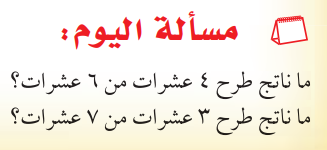 مسألة اليوم:
ما ناتج طرح ٤ عشرات من ٦ عشرات؟
ما ناتج طرح ٣ عشرات من ٧ عشرات؟